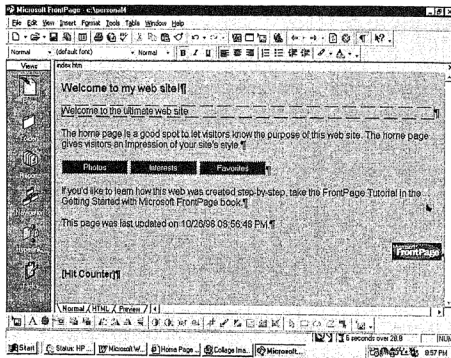 Microsoft FrontPage - c:\personal4
File Edit View Insert Format Tools Table Window Help
Normal (default font) Normal B I U
Views index.htm
Welcome to my web site!¶
Welcome to the ultimate web site ¶
The home page is a good spot to let visitors know the purpose of this web site. The home page
gives visitors an impression of your site's style ¶
Photos Interests Favorites ¶
If you'd like to learn how this web was created step-by-step, take the FrontPage Tutorial in the
Getting Started with Microsoft FrontPage book.¶
This page was last updated on 10/26/98 08:56:48 PM.¶
Microsoft
FrontPage
[Hit Counter]¶
Normal / HTML / Preview
6 seconds over 28.8 NUM
Start Status: HP ... Microsoft W... Home Page ... Collage Ima... Microsoft... 8:57 PM